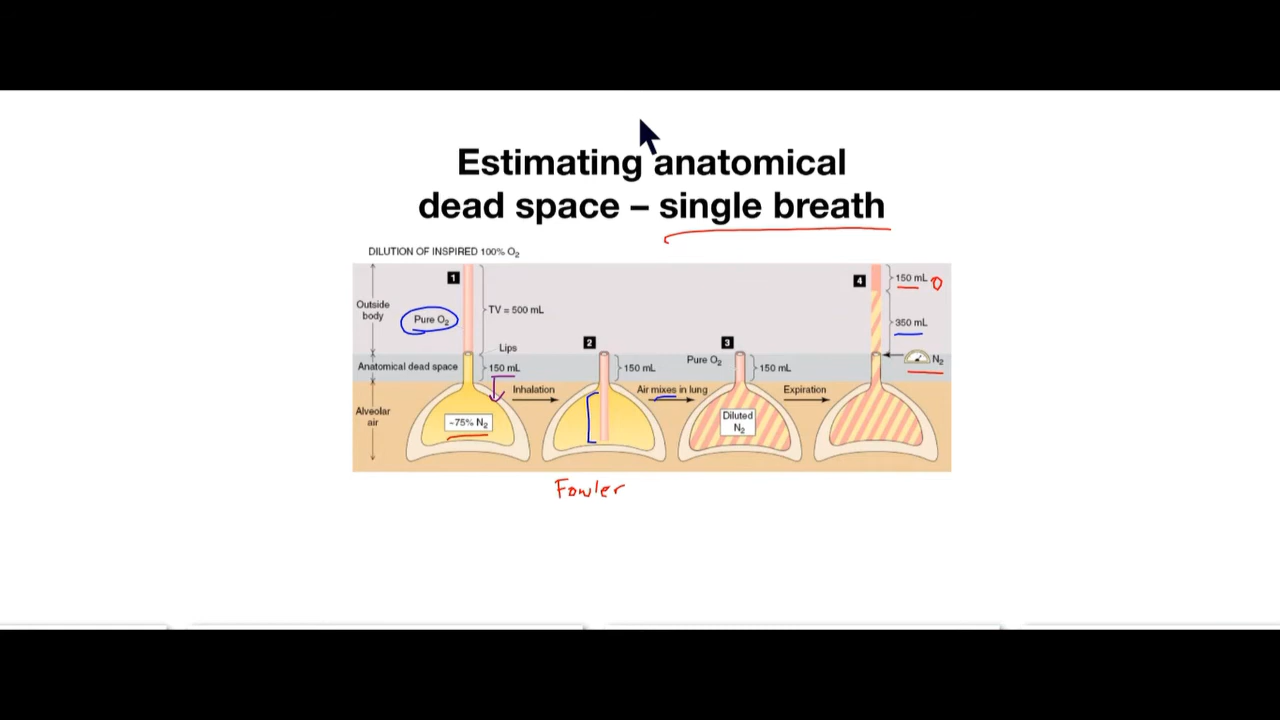 Estimating anatomical
dead space – single breath
DILUTION OF INSPIRED 100% O₂
1
4
150 mL 0
Outside
body
Pure O₂
TV = 500 mL
350 mL
2
3
Lips
Pure O₂
N₂
Anatomical dead space
150 mL
150 mL
150 mL
Inhalation
Air mixes in lung
Expiration
Alveolar
air
~75% N₂
Diluted
N₂
Fowler